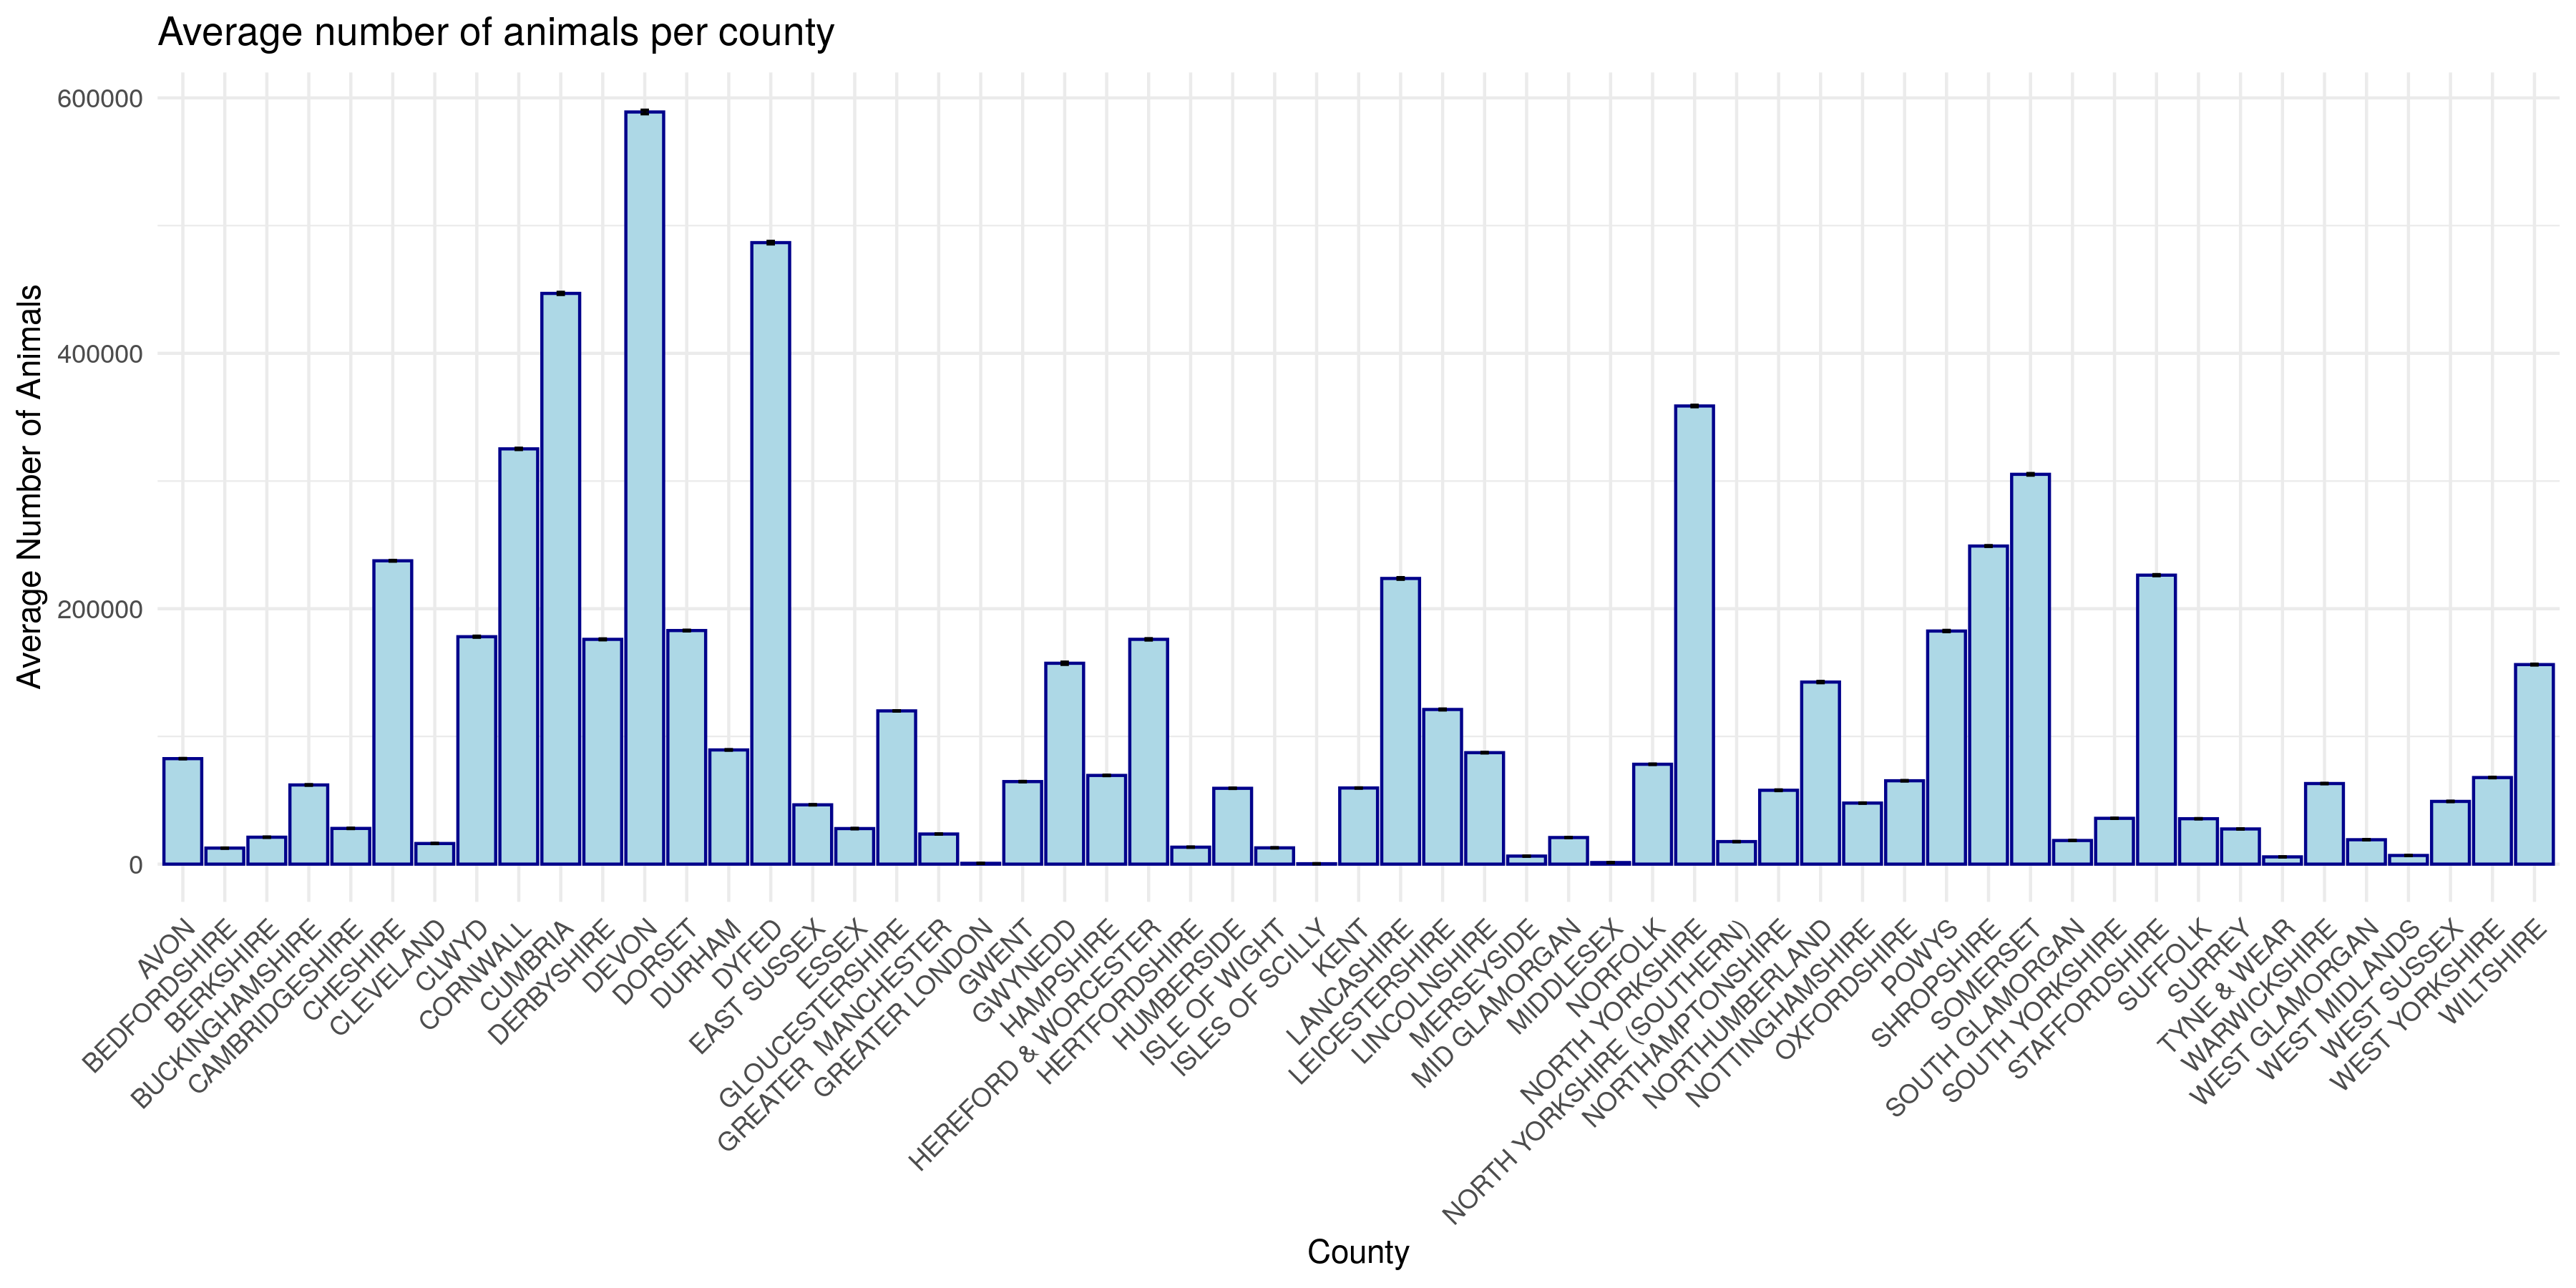 Average number of animals per county
Average Number of Animals
600000
400000
200000
0
AVON
BEDFORDSHIRE
BERKSHIRE
BUCKINGHAMSHIRE
CAMBRIDGESHIRE
CHESHIRE
CLEVELAND
CLWYD
CORNWALL
CUMBRIA
DERBYSHIRE
DEVON
DORSET
DURHAM
DYFED
EAST SUSSEX
ESSEX
GLOUCESTERSHIRE
GREATER  MANCHESTER
GREATER LONDON
GWENT
GWYNEDD
HAMPSHIRE
HEREFORD & WORCESTER
HERTFORDSHIRE
HUMBERSIDE
ISLE OF WIGHT
ISLES OF SCILLY
KENT
LANCASHIRE
LEICESTERSHIRE
LINCOLNSHIRE
MERSEYSIDE
MID GLAMORGAN
MIDDLESEX
NORFOLK
NORTH YORKSHIRE
NORTH YORKSHIRE (SOUTHERN)
NORTHAMPTONSHIRE
NORTHUMBERLAND
NOTTINGHAMSHIRE
OXFORDSHIRE
POWYS
SHROPSHIRE
SOMERSET
SOUTH GLAMORGAN
SOUTH YORKSHIRE
STAFFORDSHIRE
SUFFOLK
SURREY
TYNE & WEAR
WARWICKSHIRE
WEST GLAMORGAN
WEST MIDLANDS
WEST SUSSEX
WEST YORKSHIRE
WILTSHIRE
County